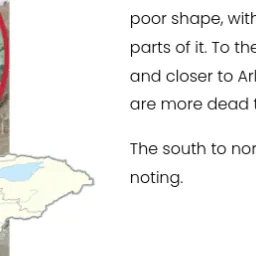 poor shape, with
parts of it. To the
and closer to Arl
are more dead t
The south to nor
noting.